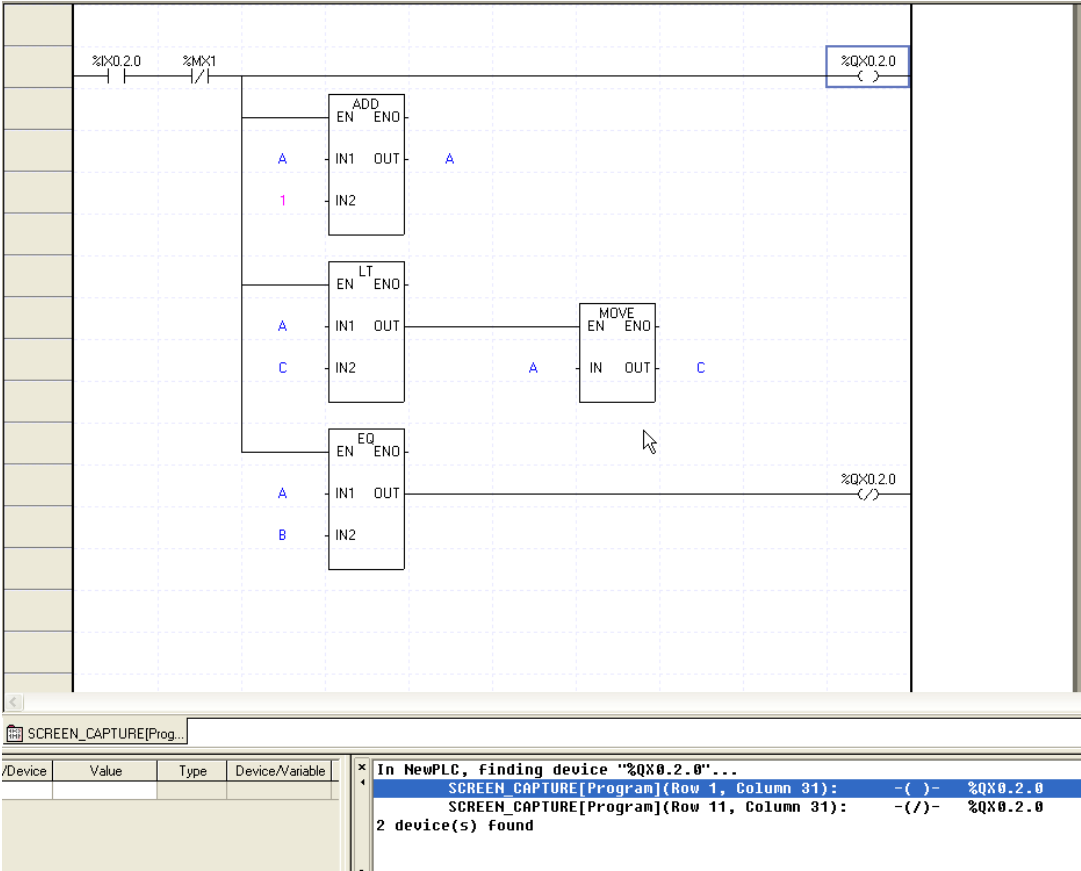 %IX0.2.0 %MX1 %QX0.2.0
ADD
EN ENO
A IN1 OUT A
1 IN2
LT
EN ENO
A IN1 OUT
C IN2
MOVE
EN ENO
A IN OUT C
EQ
EN ENO
A IN1 OUT
B IN2
%QX0.2.0
SCREEN_CAPTURE[Prog...
/Device Value Type Device/Variable
In NewPLC, finding device "%QX0.2.0"...
SCREEN_CAPTURE[Program](Row 1, Column 31): -( )- %QX0.2.0
SCREEN_CAPTURE[Program](Row 11, Column 31): -(/)- %QX0.2.0
2 device(s) found